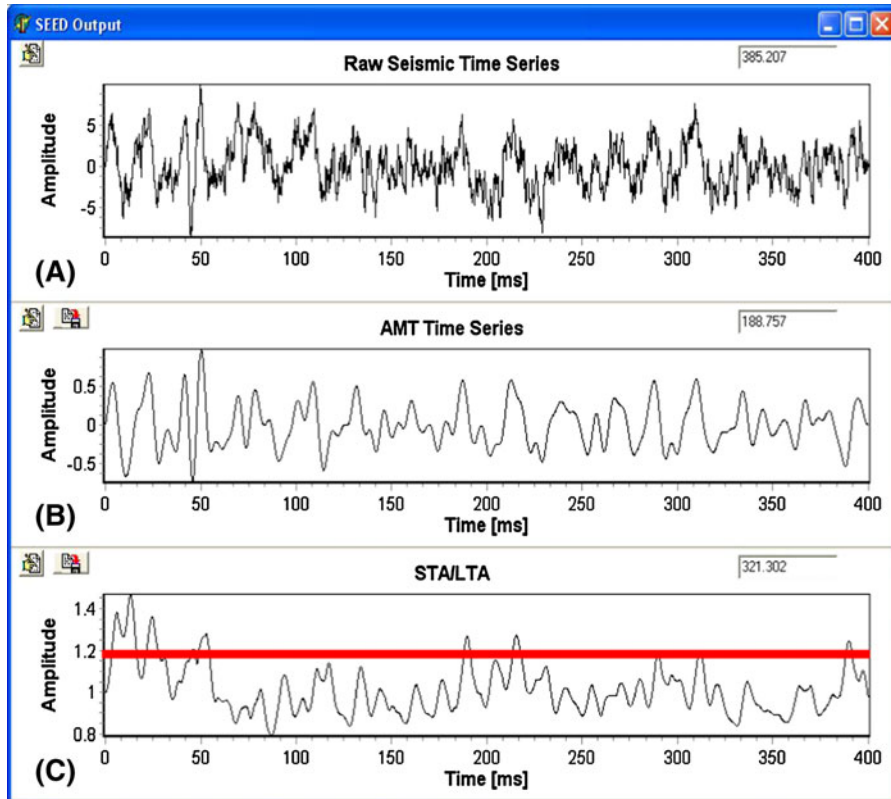 SEED Output
Raw Seismic Time Series
385.207
5
0
-5
Amplitude
0 50 100 150 200 250 300 350 400
Time [ms]
(A)
AMT Time Series
188.757
0.5
0
-0.5
Amplitude
0 50 100 150 200 250 300 350 400
Time [ms]
(B)
STA/LTA
321.302
1.4
1.2
1
0.8
Amplitude
0 50 100 150 200 250 300 350 400
Time [ms]
(C)